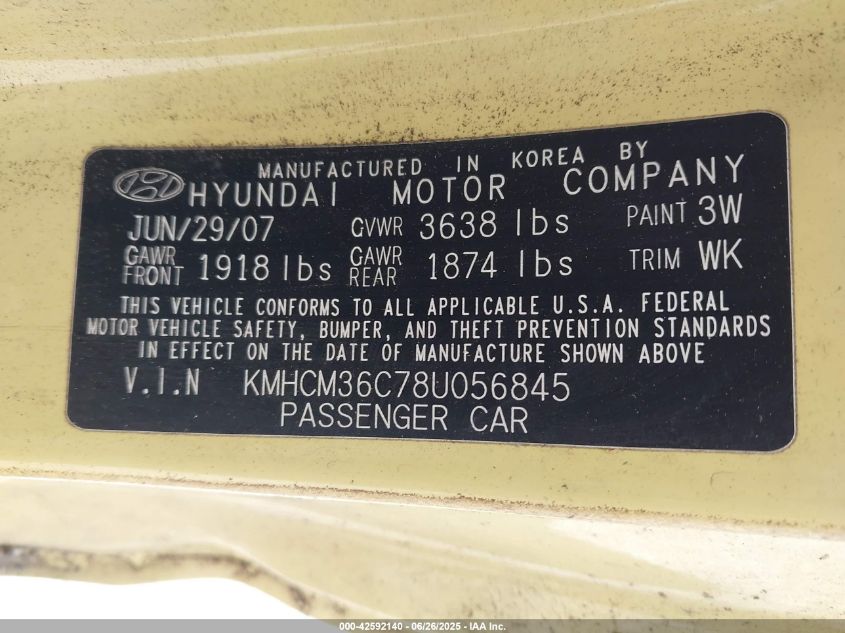 MANUFACTURED IN KOREA BY
HYUNDAI MOTOR COMPANY
JUN/29/07 GVWR 3638 lbs PAINT 3W
GAWR FRONT 1918 lbs GAWR REAR 1874 lbs TRIM WK
THIS VEHICLE CONFORMS TO ALL APPLICABLE U.S.A. FEDERAL
MOTOR VEHICLE SAFETY, BUMPER, AND THEFT PREVENTION STANDARDS
IN EFFECT ON THE DATE OF MANUFACTURE SHOWN ABOVE
V.I.N KMHCM36C78U056845
PASSENGER CAR
000-42592140 - 06/26/2025 - IAA Inc.